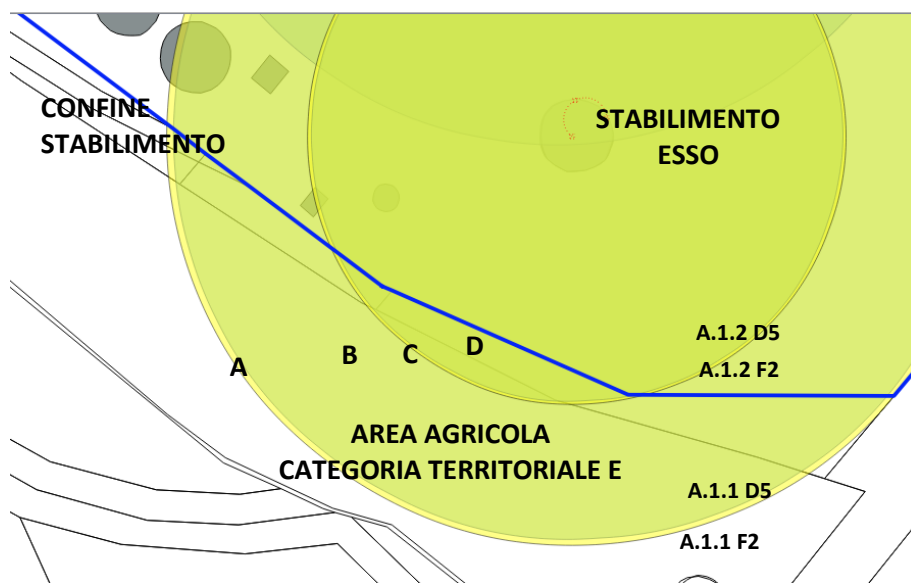 CONFINE
STABILIMENTO
STABILIMENTO
ESSO
A.1.2 D5
A.1.2 F2
A
B
C
D
AREA AGRICOLA
CATEGORIA TERRITORIALE E
A.1.1 D5
A.1.1 F2